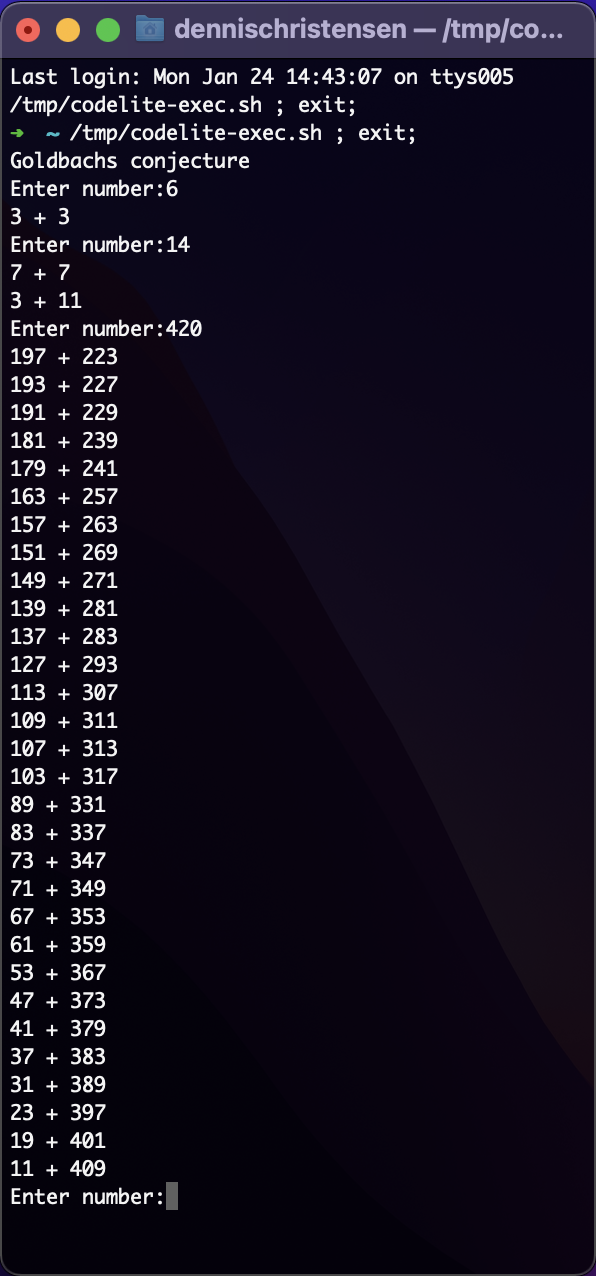 dennischristensen — /tmp/co...
Last login: Mon Jan 24 14:43:07 on ttys005
/tmp/codelite-exec.sh ; exit;
➜  ~ /tmp/codelite-exec.sh ; exit;
Goldbachs conjecture
Enter number:6
3 + 3
Enter number:14
7 + 7
3 + 11
Enter number:420
197 + 223
193 + 227
191 + 229
181 + 239
179 + 241
163 + 257
157 + 263
151 + 269
149 + 271
139 + 281
137 + 283
127 + 293
113 + 307
109 + 311
107 + 313
103 + 317
89 + 331
83 + 337
73 + 347
71 + 349
67 + 353
61 + 359
53 + 367
47 + 373
41 + 379
37 + 383
31 + 389
23 + 397
19 + 401
11 + 409
Enter number: